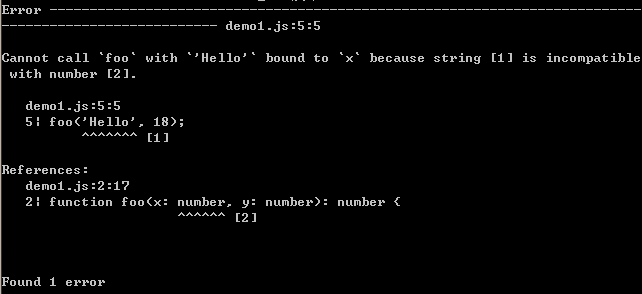 Error --------------------------------------------------------------------------
--------------------------- demo1.js:5:5
Cannot call `foo` with `'Hello'` bound to `x` because string [1] is incompatible
 with number [2].
   demo1.js:5:5
   5| foo('Hello', 18);
          ^^^^^^^ [1]
References:
   demo1.js:2:17
   2| function foo(x: number, y: number): number {
                      ^^^^^^ [2]
Found 1 error